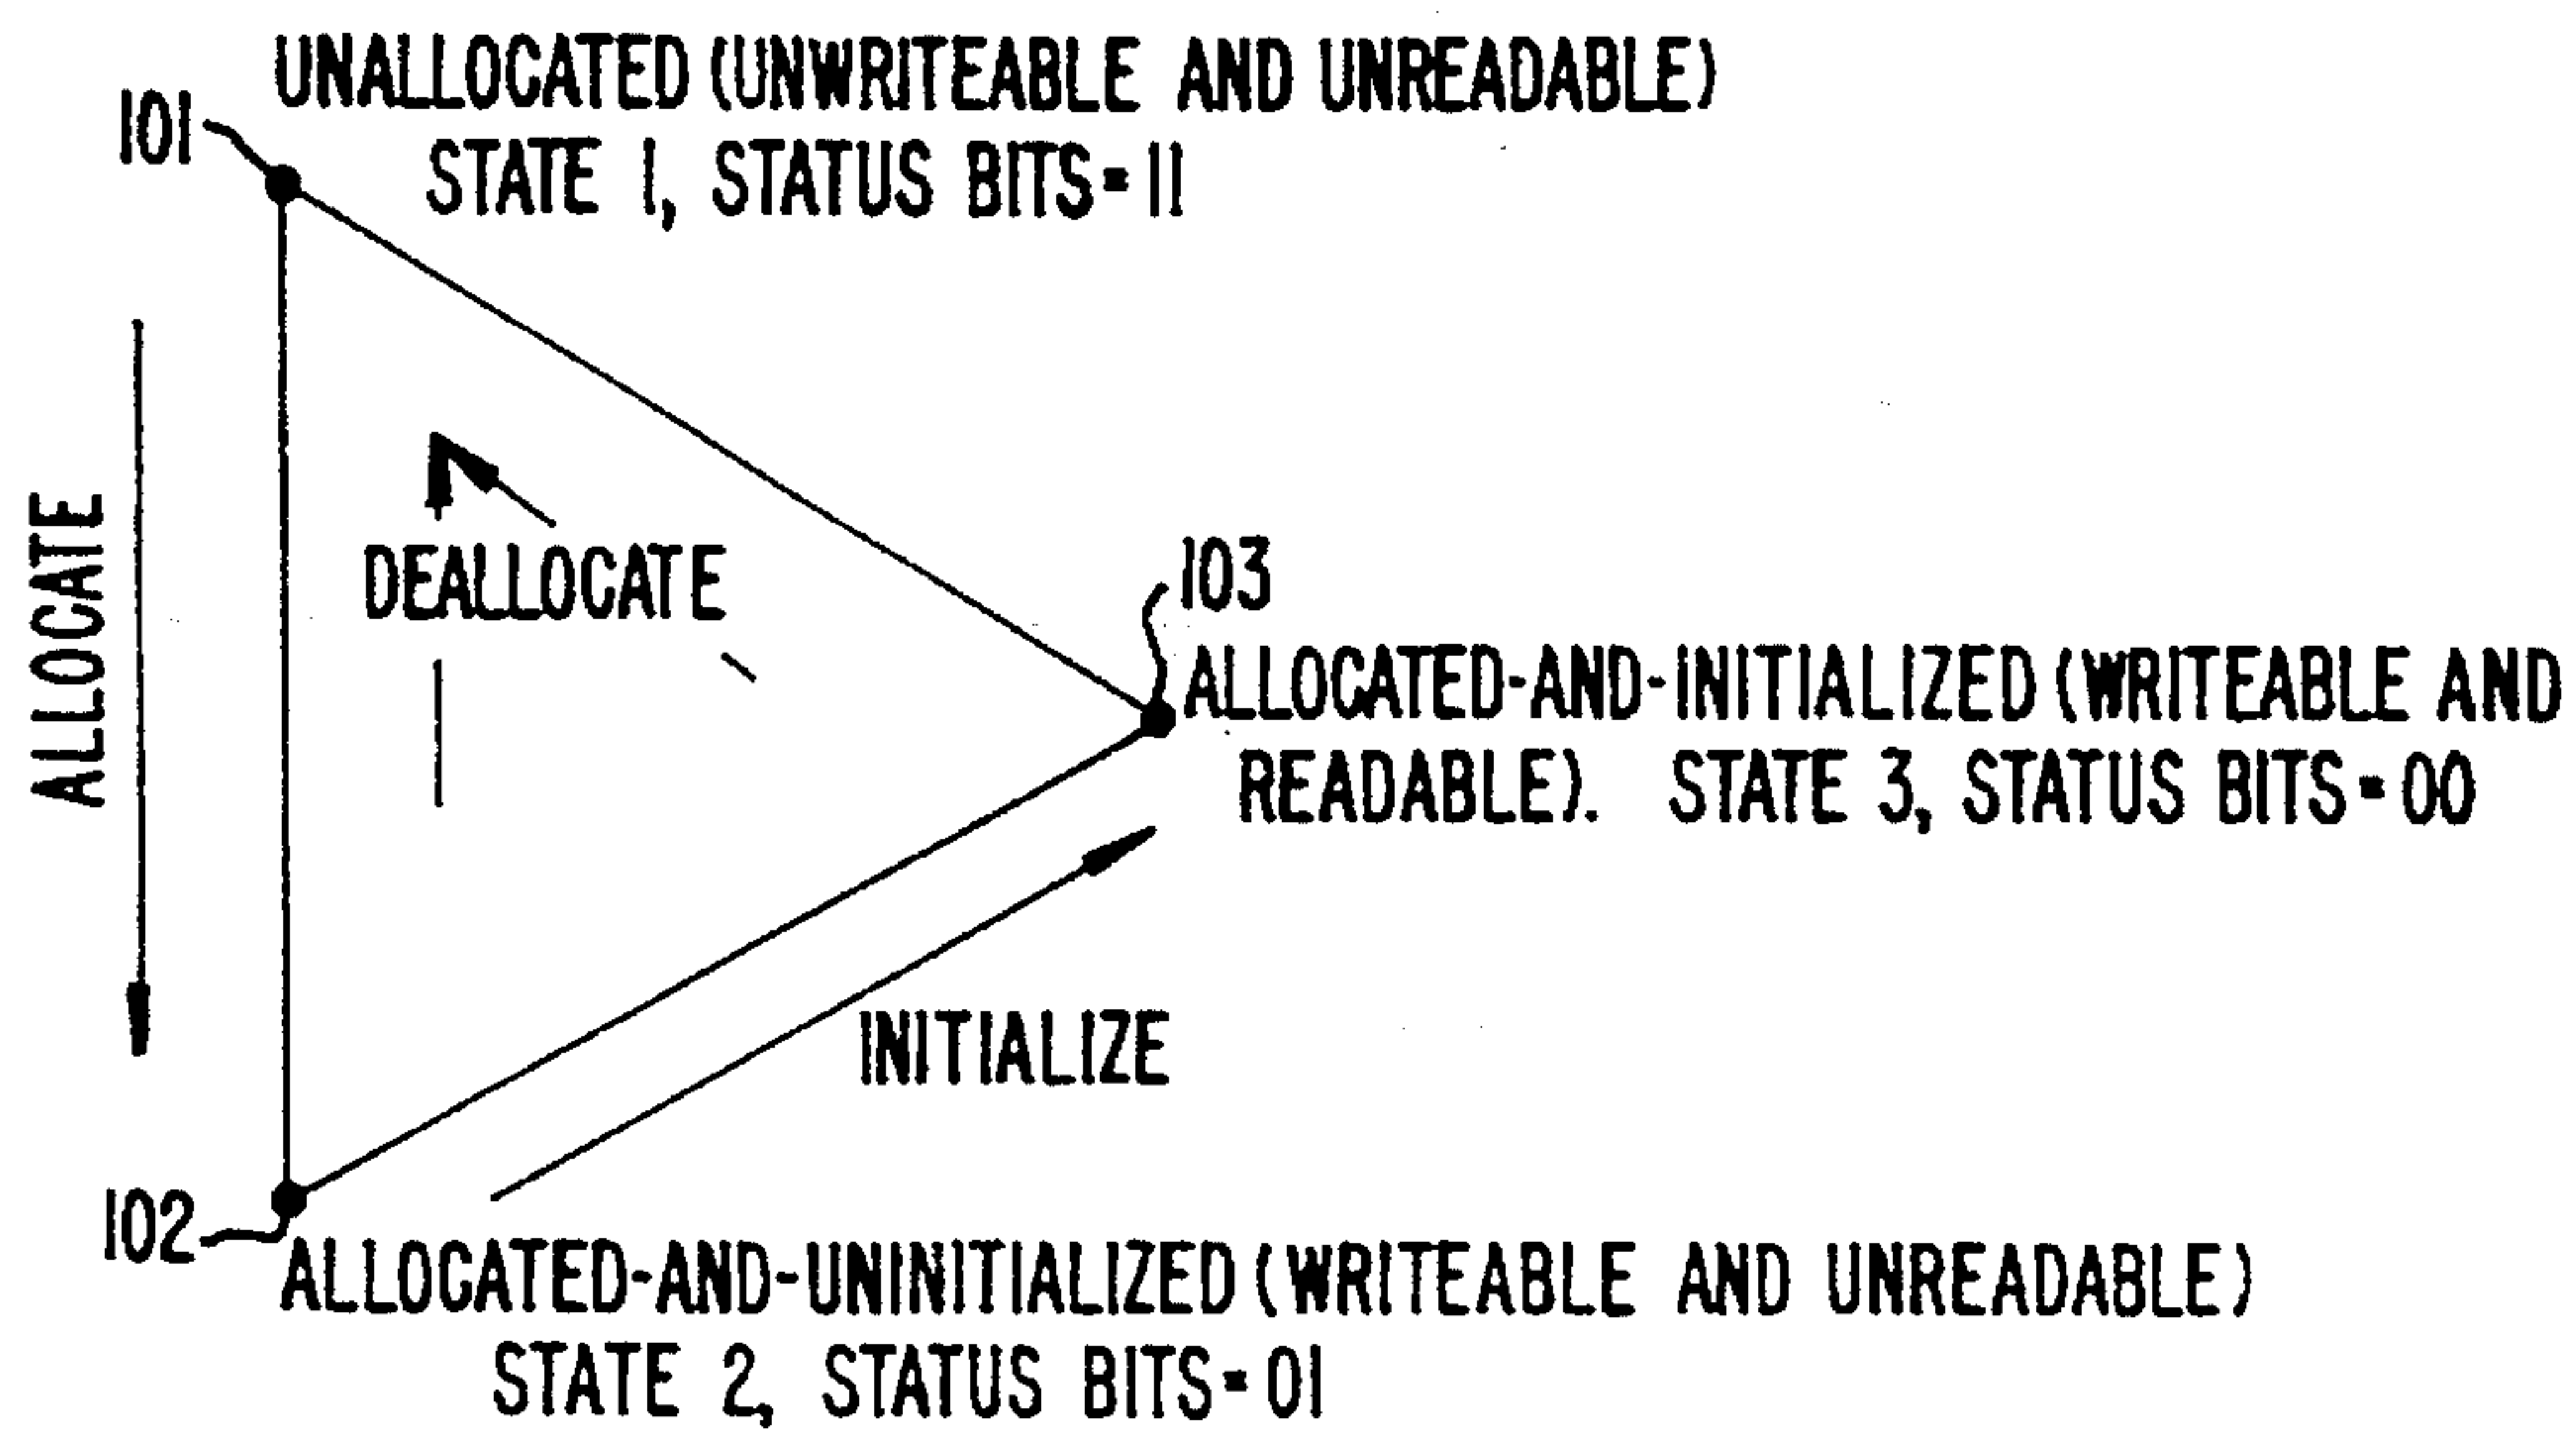 UNALLOCATED (UNWRITEABLE AND UNREADABLE)
101
STATE 1, STATUS BITS=11
ALLOCATE
DEALLOCATE
103
ALLOCATED-AND-INITIALIZED (WRITEABLE AND
READABLE). STATE 3, STATUS BITS=00
INITIALIZE
102
ALLOCATED-AND-UNINITIALIZED (WRITEABLE AND UNREADABLE)
STATE 2, STATUS BITS=01